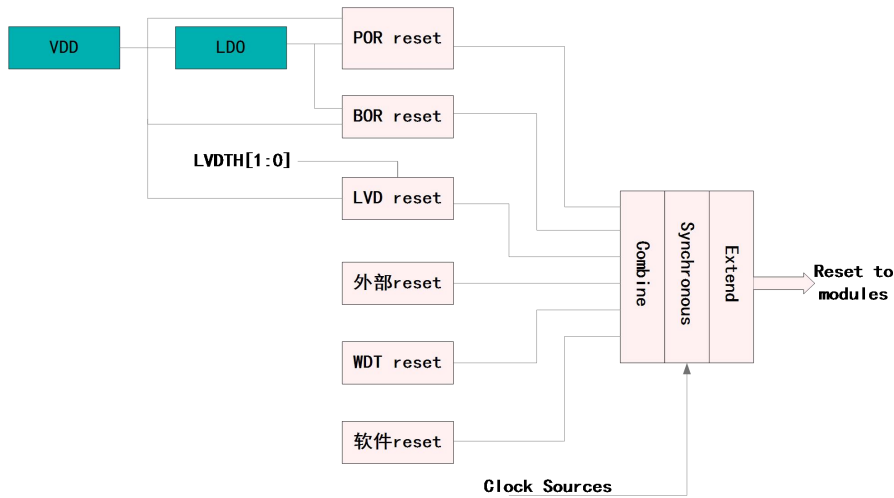 VDD
LDO
POR reset
BOR reset
LVDTH[1:0]
LVD reset
外部reset
WDT reset
软件reset
Combine
Synchronous
Extend
Reset to
modules
Clock Sources